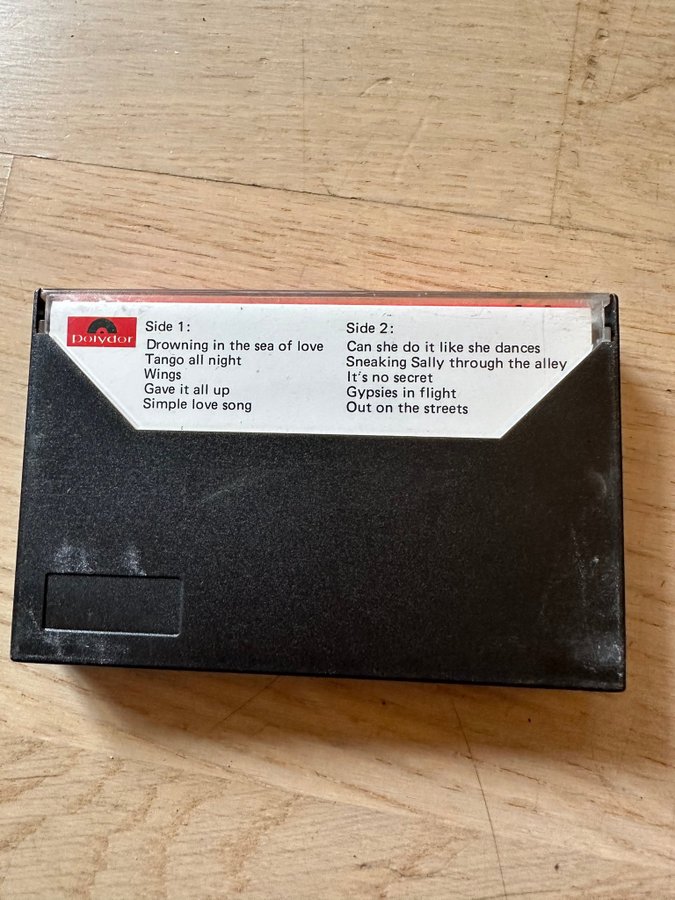 polydor
Side 1:
Drowning in the sea of love
Tango all night
Wings
Gave it all up
Simple love song
Side 2:
Can she do it like she dances
Sneaking Sally through the alley
It's no secret
Gypsies in flight
Out on the streets